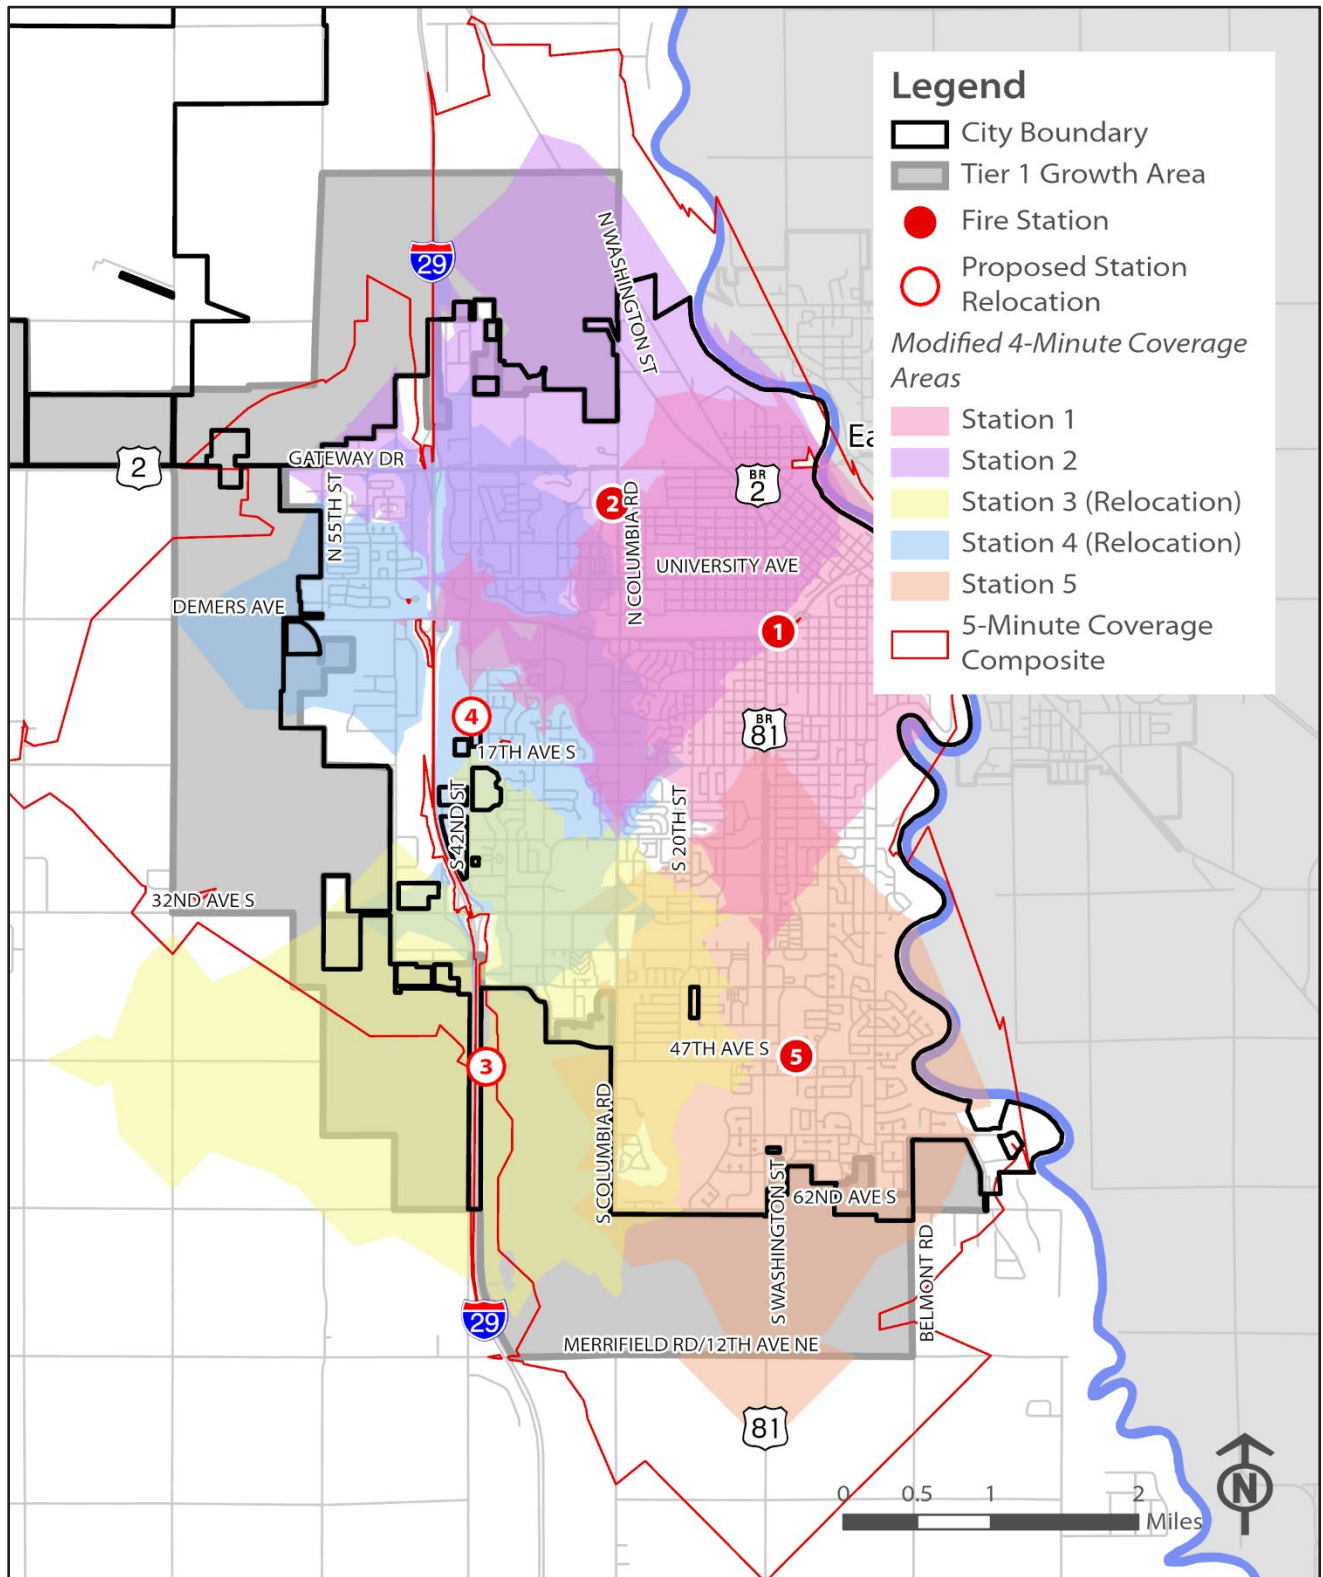 Legend
City Boundary
Tier 1 Growth Area
Fire Station
Proposed Station
Relocation
Modified 4-Minute Coverage
Areas
Station 1
Station 2
Station 3 (Relocation)
Station 4 (Relocation)
Station 5
5-Minute Coverage
Composite
29
N WASHINGTON ST
Ea
2
GATEWAY DR
N 55TH ST
BR
2
2
N COLUMBIA RD
UNIVERSITY AVE
DEMERS AVE
1
4
BR
81
17TH AVE S
S 42ND ST
S 20TH ST
32ND AVE S
47TH AVE S
5
3
S COLUMBIA RD
62ND AVE S
S WASHINGTON ST
BELMONT RD
29
MERRIFIELD RD/12TH AVE NE
81
N
0 0.5 1 2
Miles